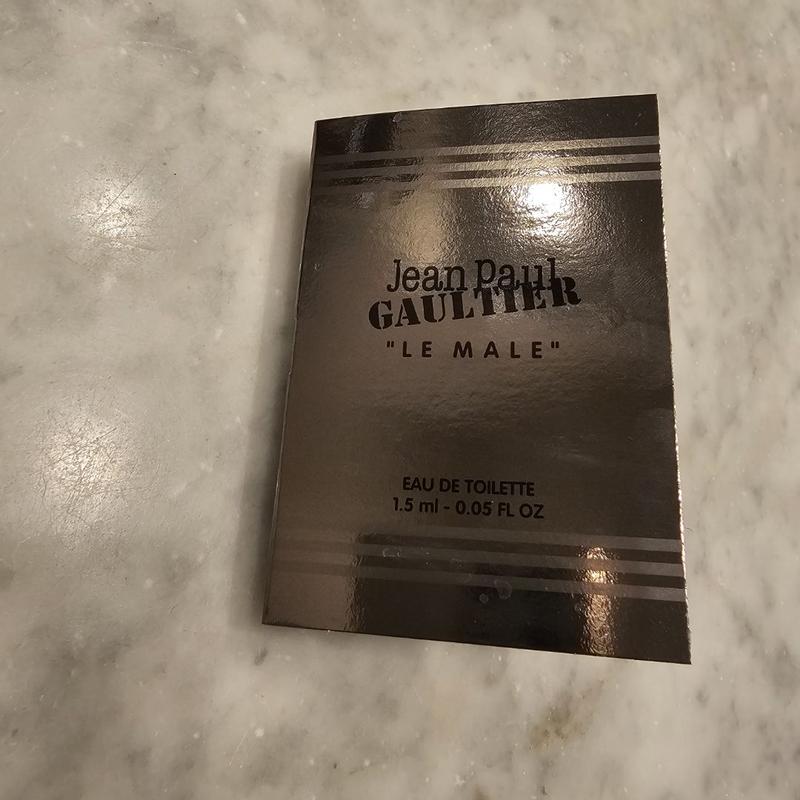 Jean Paul
GAULTIER
"LE MALE"
EAU DE TOILETTE
1.5 ml - 0.05 FL OZ